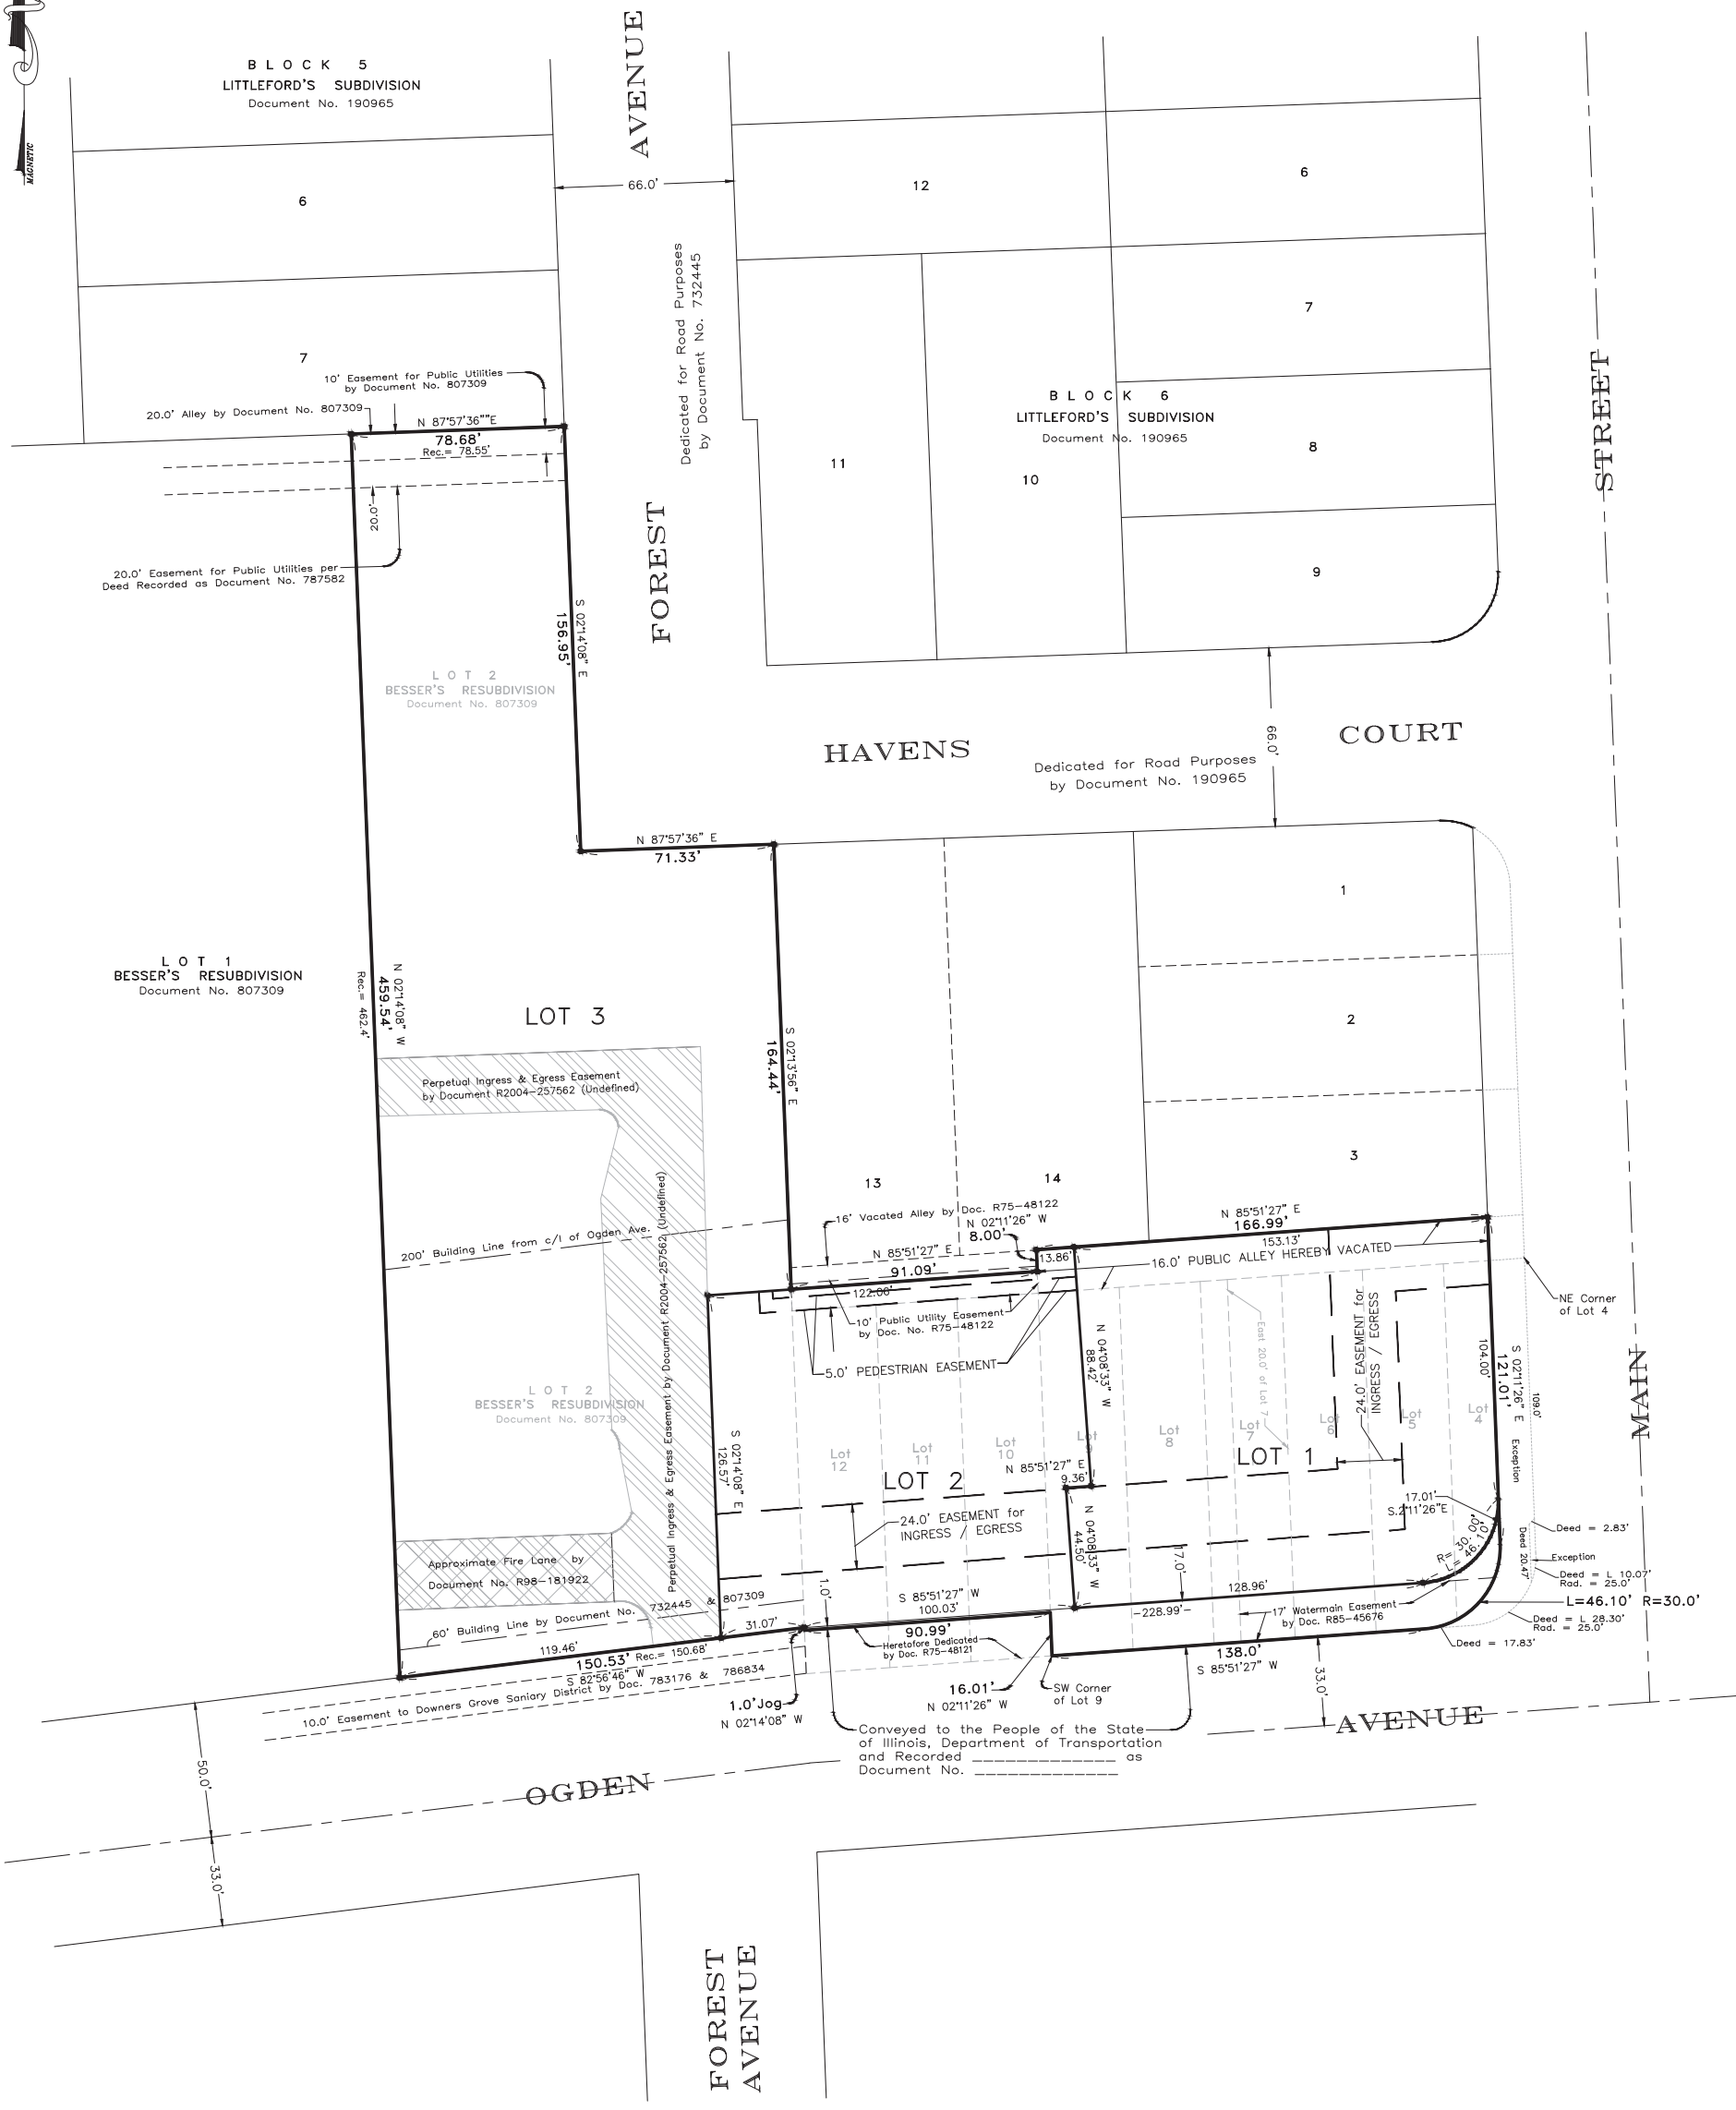 MAGNETIC
BLOCK 5
LITTLEFORD'S SUBDIVISION
Document No. 190965
6
7
AVENUE
66.0'
12
6
7
8
9
11
10
BLOCK 6
LITTLEFORD'S SUBDIVISION
Document No. 190965
STREET
Dedicated for Road Purposes
by Document No. 732445
FOREST
10' Easement for Public Utilities
by Document No. 807309
20.0' Alley by Document No. 807309
N 87°57'36""E
78.68'
Rec.= 78.55'
20.0'
20.0' Easement for Public Utilities per
Deed Recorded as Document No. 787582
S 02°14'08" E
156.95'
LOT 2
BESSER'S RESUBDIVISION
Document No. 807309
HAVENS
COURT
Dedicated for Road Purposes
by Document No. 190965
66.0'
N 87°57'36" E
71.33'
1
2
3
LOT 1
BESSER'S RESUBDIVISION
Document No. 807309
N 02°14'08" W
459.54'
Rec.= 462.4'
LOT 3
S 02°13'56" E
164.44'
Perpetual Ingress & Egress Easement
by Document R2004-257562 (Undefined)
Perpetual Ingress & Egress Easement by Document R2004-257562 (Undefined)
13
14
16' Vacated Alley by Doc. R75-48122
N 02°11'26" W
8.00'
N 85°51'27" E
91.09'
13.86'
N 85°51'27" E
166.99'
153.13'
16.0' PUBLIC ALLEY HEREBY VACATED
200' Building Line from c/l of Ogden Ave.
122.06'
10' Public Utility Easement
by Doc. No. R75-48122
5.0' PEDESTRIAN EASEMENT
NE Corner
of Lot 4
N 04°08'33" W
88.42'
East 20.0' of Lot 7
24.0' EASEMENT for
INGRESS / EGRESS
104.00'
S 02°11'26" E
121.01'
Exception
109.0'
MAIN
LOT 2
BESSER'S RESUBDIVISION
Document No. 807309
S 02°14'08" E
126.57'
Lot
12
Lot
11
Lot
10
Lot
9
Lot
8
Lot
7
Lot
6
Lot
5
Lot
4
LOT 2
LOT 1
N 85°51'27" E
9.36'
24.0' EASEMENT for
INGRESS / EGRESS
N 04°08'33" W
44.50'
17.0'
17.01'
S.2°11'26"E
R= 30.00'
L= 46.10'
Deed = 2.83'
Deed 20.47'
Exception
Deed = L 10.07'
Rad. = 25.0'
L=46.10' R=30.0'
Deed = L 28.30'
Rad. = 25.0'
Deed = 17.83'
Approximate Fire Lane by
Document No. R98-181922
60' Building Line by Document No. 732445 & 807309
1.0'
S 85°51'27" W
100.03'
128.96'
228.99'
17' Watermain Easement
by Doc. R85-45676
31.07'
119.46'
150.53' Rec.= 150.68'
S 82°56'46" W
90.99'
Heretofore Dedicated
by Doc. R75-48121
138.0'
S 85°51'27" W
33.0'
10.0' Easement to Downers Grove Saniary District by Doc. 783176 & 786834
1.0'Jog
N 02°14'08" W
16.01'
N 02°11'26" W
SW Corner
of Lot 9
Conveyed to the People of the State
of Illinois, Department of Transportation
and Recorded ______________ as
Document No. ______________
AVENUE
OGDEN
50.0'
33.0'
FOREST
AVENUE